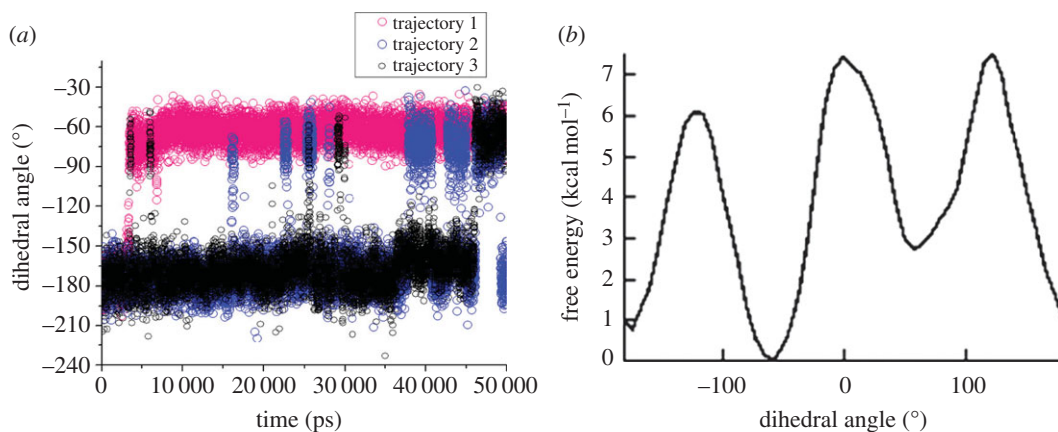 (a)
trajectory 1
trajectory 2
trajectory 3
dihedral angle (°)
–30
–60
–90
–120
–150
–180
–210
–240
0
10 000
20 000
30 000
40 000
50 000
time (ps)
(b)
free energy (kcal mol–1)
7
6
5
4
3
2
1
0
–100
0
100
dihedral angle (°)